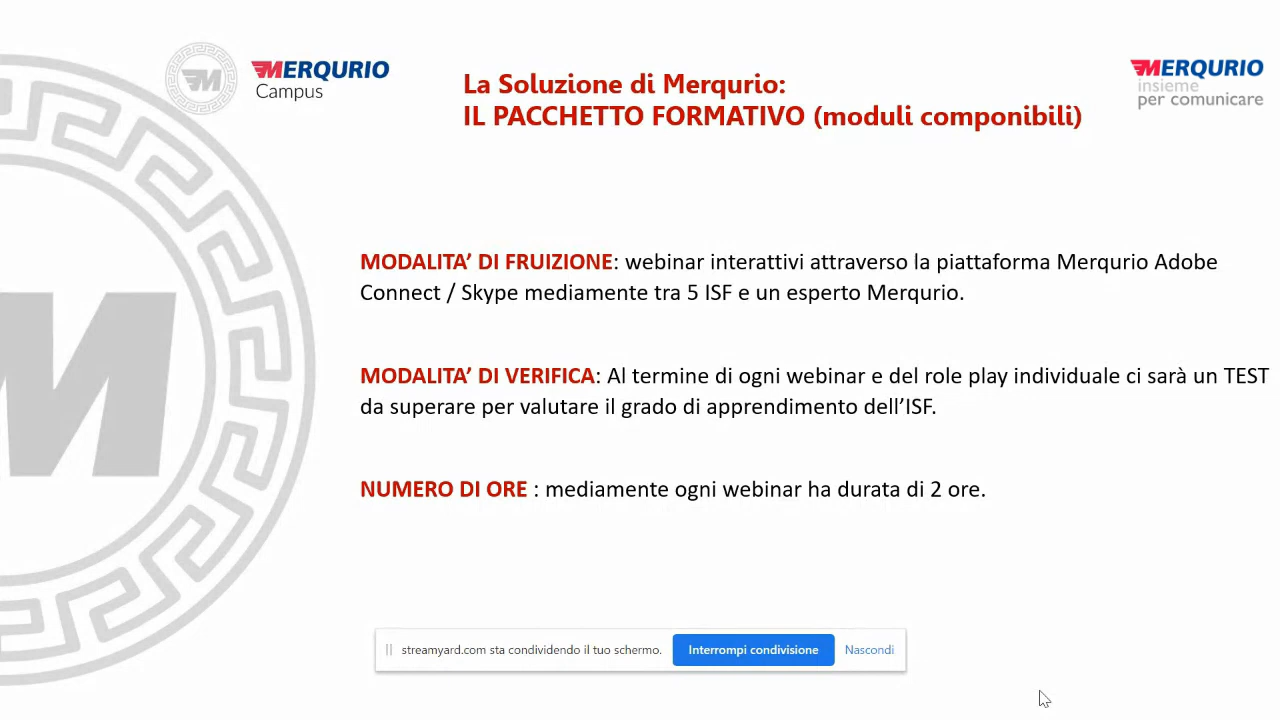 MERQURIO
Campus
La Soluzione di Merqurio:
IL PACCHETTO FORMATIVO (moduli componibili)
MERQURIO
insieme
per comunicare
M
M
MODALITA’ DI FRUIZIONE: webinar interattivi attraverso la piattaforma Merqurio Adobe
Connect / Skype mediamente tra 5 ISF e un esperto Merqurio.
MODALITA’ DI VERIFICA: Al termine di ogni webinar e del role play individuale ci sarà un TEST
da superare per valutare il grado di apprendimento dell’ISF.
NUMERO DI ORE : mediamente ogni webinar ha durata di 2 ore.
streamyard.com sta condividendo il tuo schermo. Interrompi condivisione Nascondi